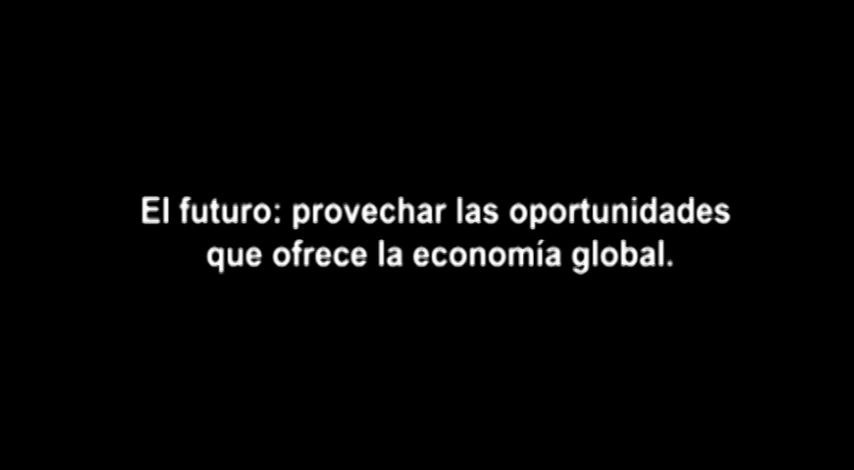 El futuro: provechar las oportunidades
que ofrece la economía global.